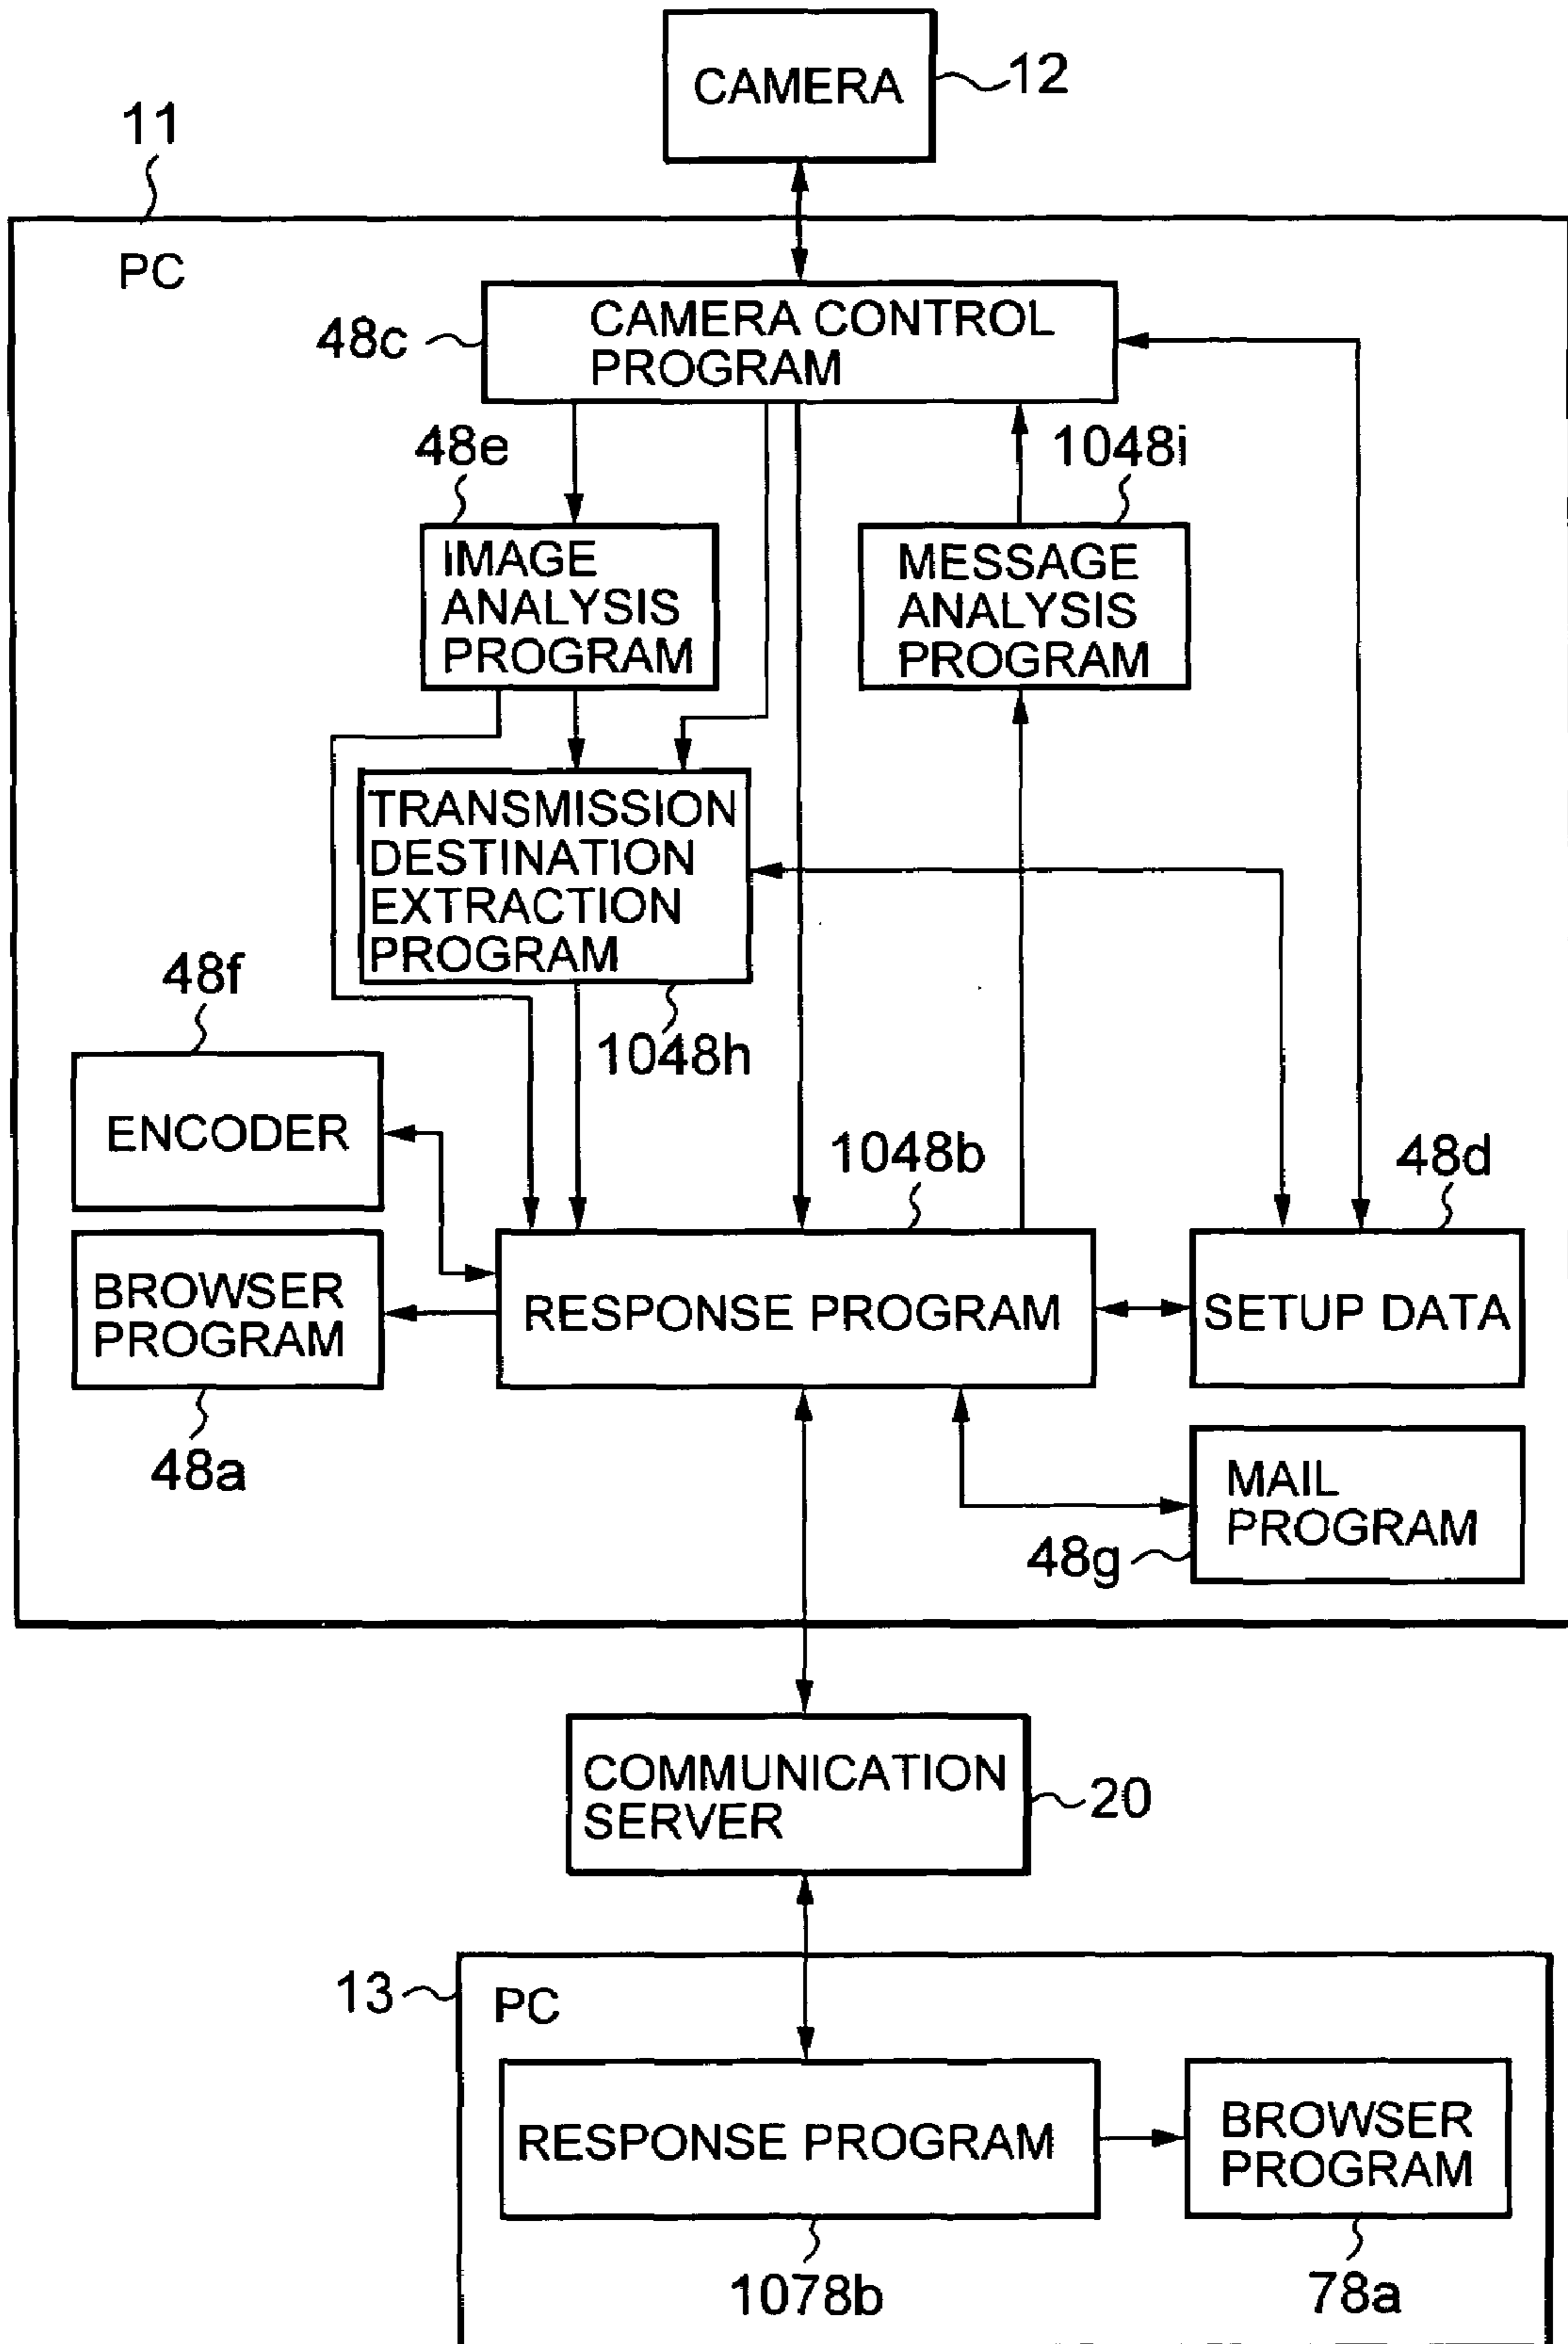 CAMERA
12
11
PC
CAMERA CONTROL
PROGRAM
48c
48e
1048i
IMAGE
ANALYSIS
PROGRAM
MESSAGE
ANALYSIS
PROGRAM
TRANSMISSION
DESTINATION
EXTRACTION
PROGRAM
48f
1048h
ENCODER
1048b
48d
BROWSER
PROGRAM
RESPONSE PROGRAM
SETUP DATA
48a
MAIL
PROGRAM
48g
COMMUNICATION
SERVER
20
13
PC
RESPONSE PROGRAM
BROWSER
PROGRAM
1078b
78a